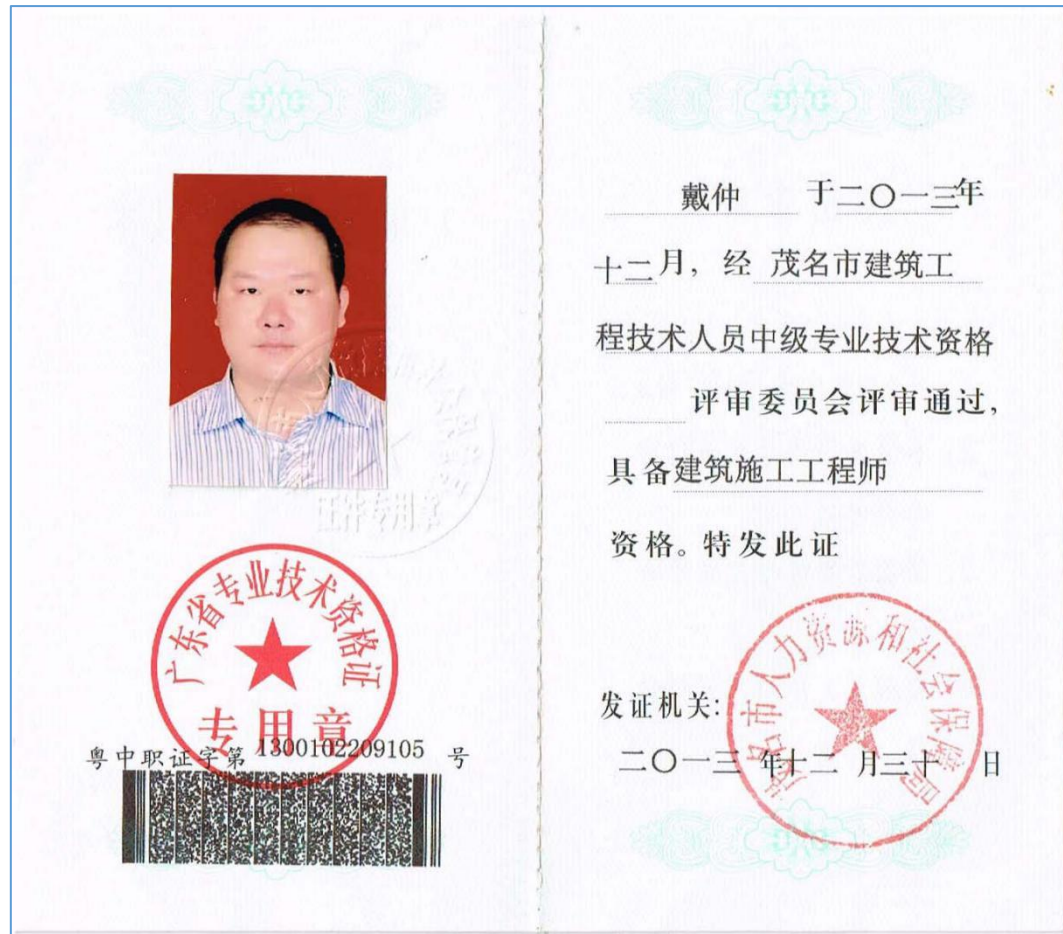 广东省专业技术资格证
专用章
粤中职证字第 1300102209105 号
戴仲 于二〇一三年
十二月，经 茂名市建筑工
程技术人员中级专业技术资格
评审委员会评审通过，
具备建筑施工工程师
资格。特发此证
茂名市人力资源和社会保障局
发证机关：
二〇一三 年十二 月三十 日